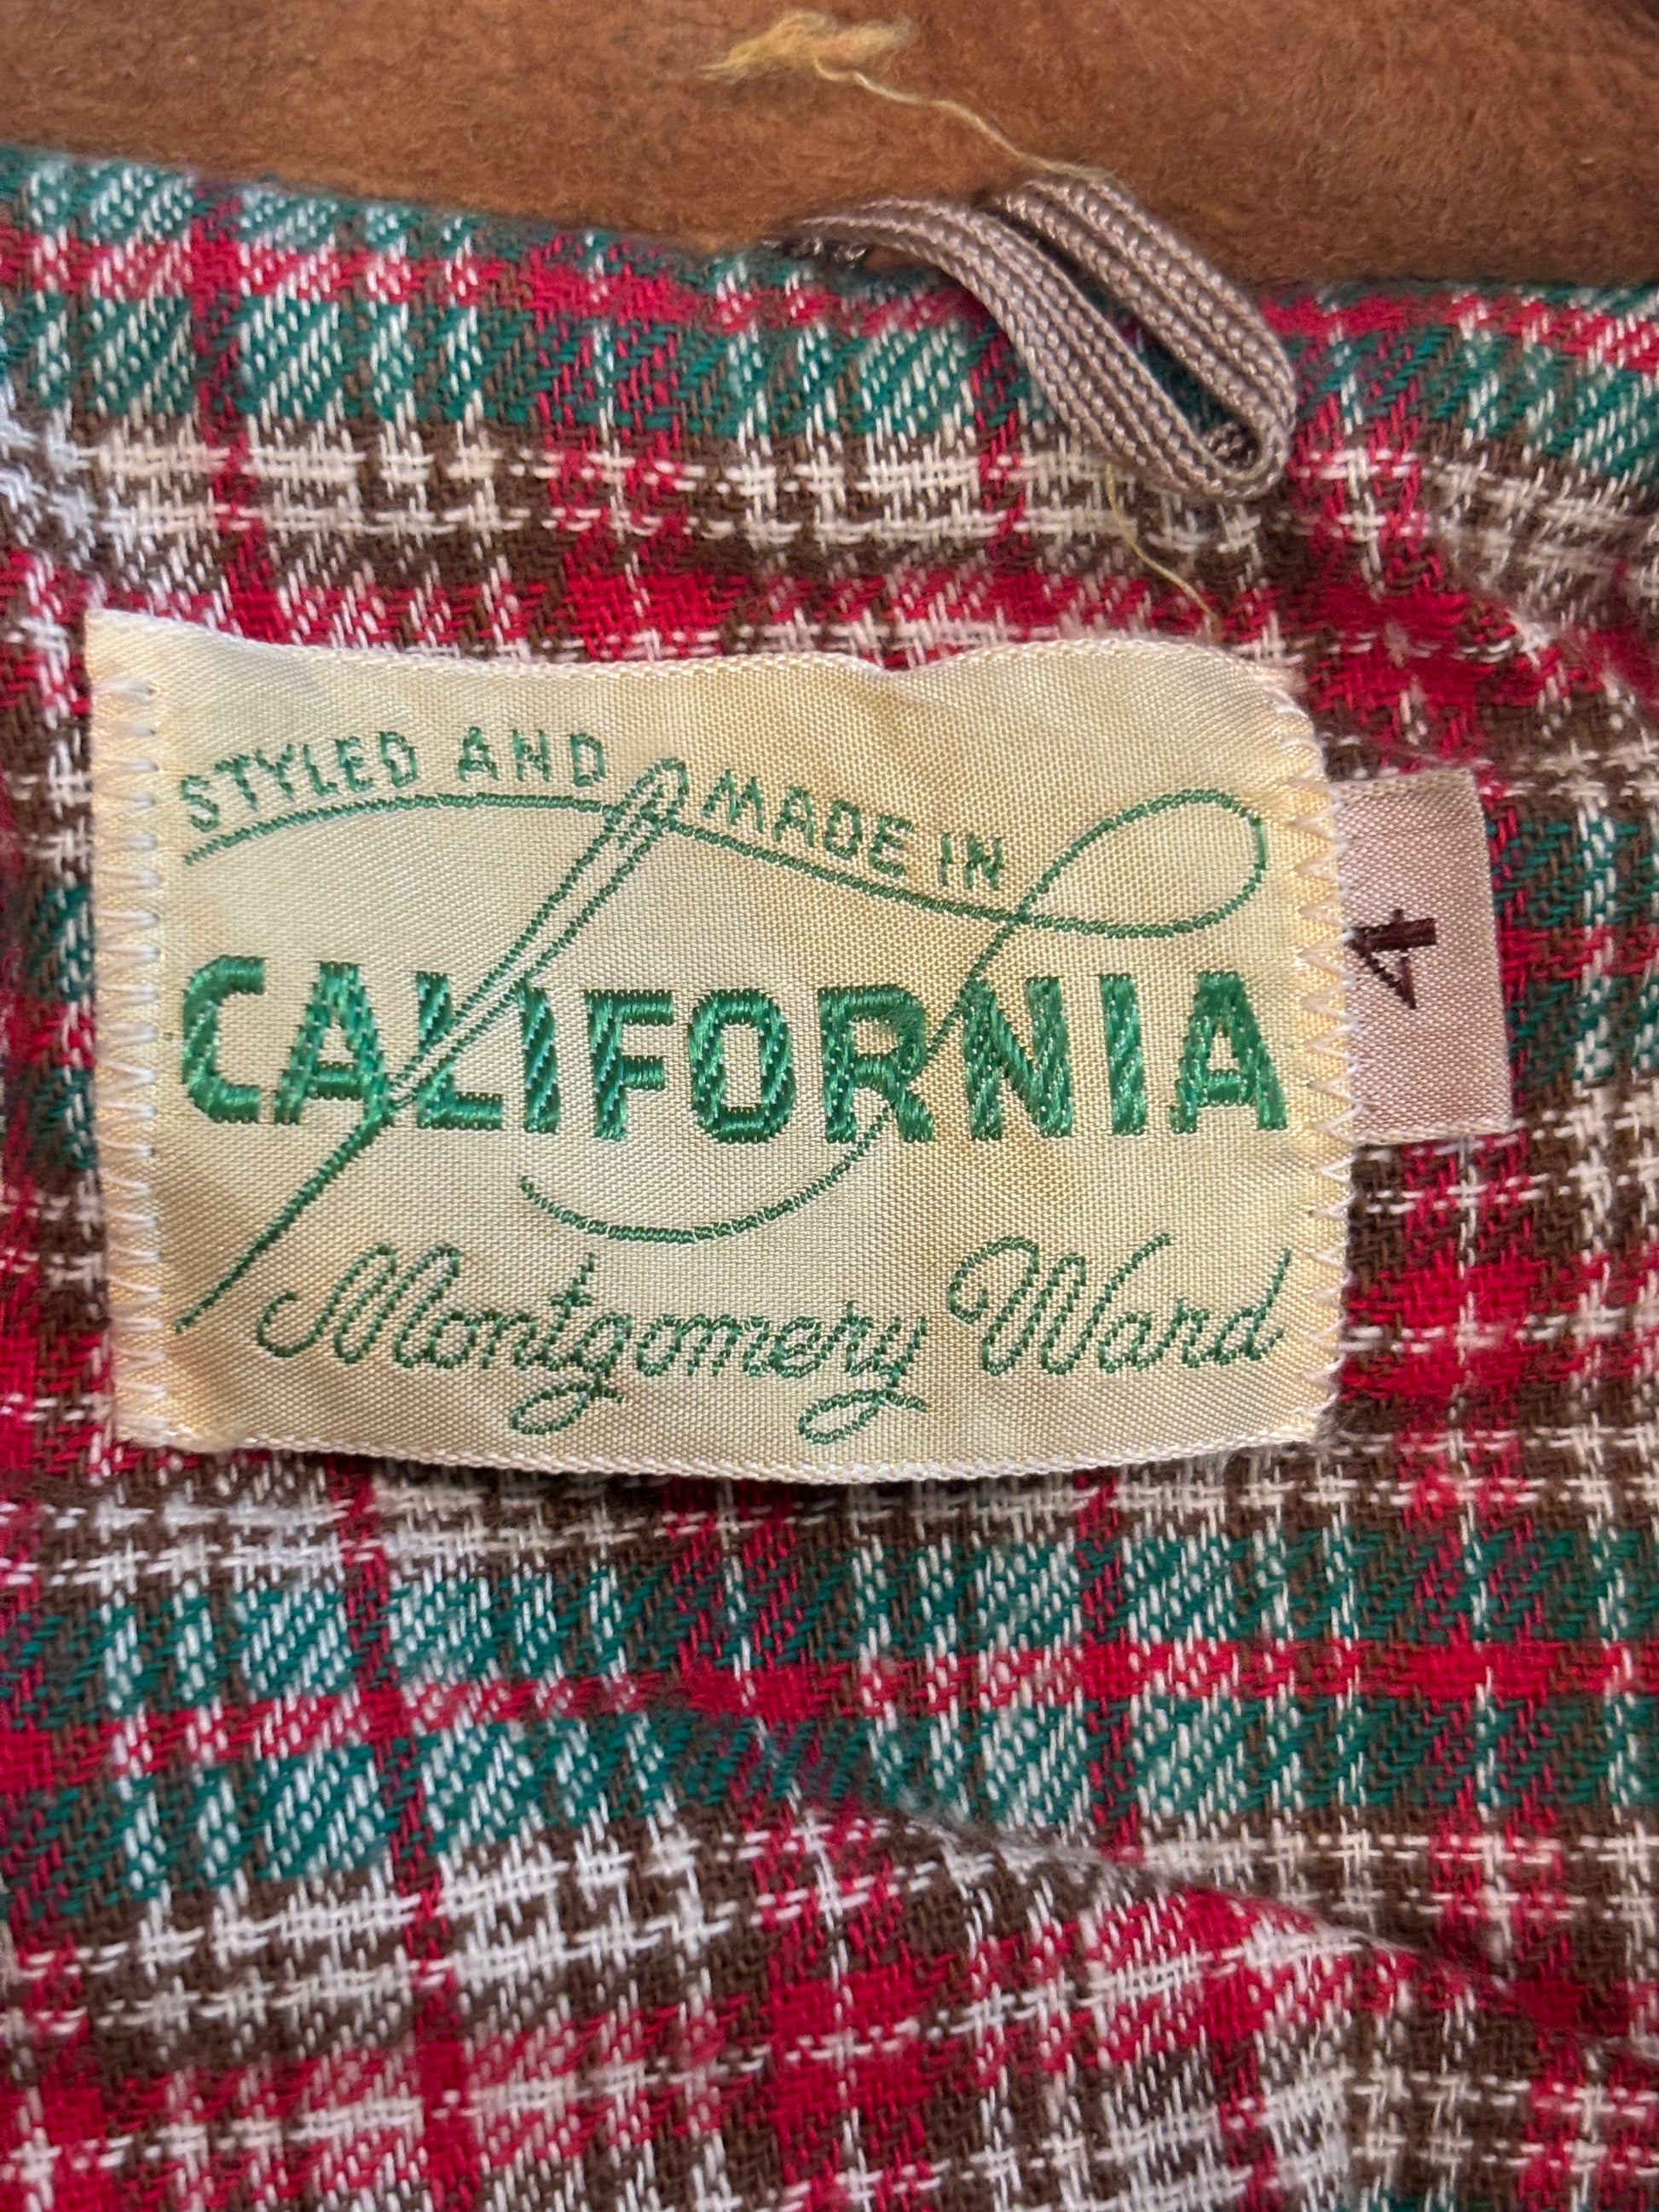 STYLED AND MADE IN
CALIFORNIA
Montgomery Ward
4